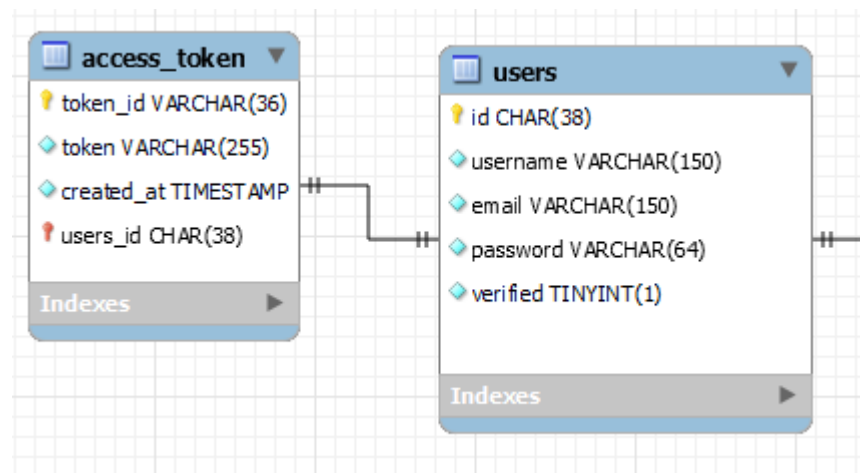 access_token
token_id VARCHAR(36)
token VARCHAR(255)
created_at TIMESTAMP
users_id CHAR(38)
Indexes
users
id CHAR(38)
username VARCHAR(150)
email VARCHAR(150)
password VARCHAR(64)
verified TINYINT(1)
Indexes